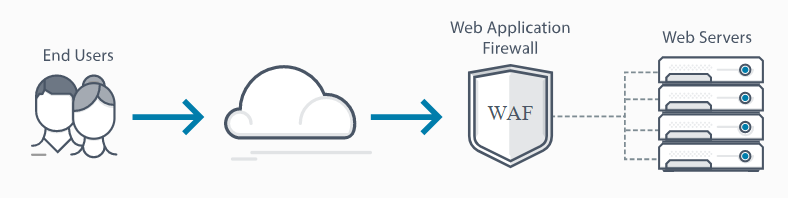 End Users
Web Application
Firewall
WAF
Web Servers